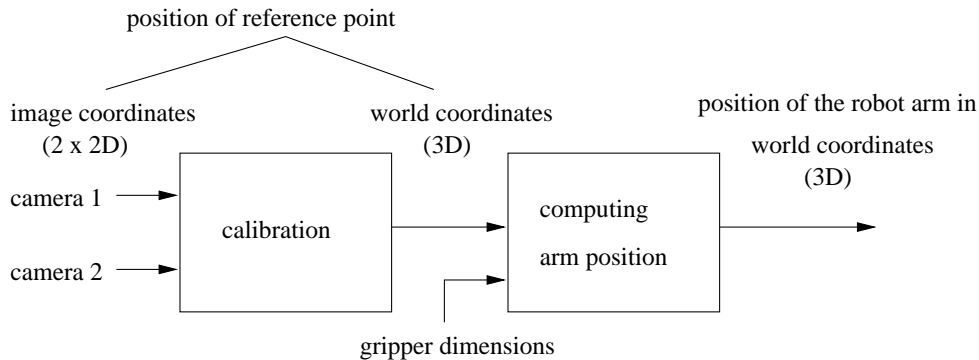 position of reference point
image coordinates
(2 x 2D)
world coordinates
(3D)
position of the robot arm in
world coordinates
(3D)
camera 1
camera 2
calibration
computing
arm position
gripper dimensions